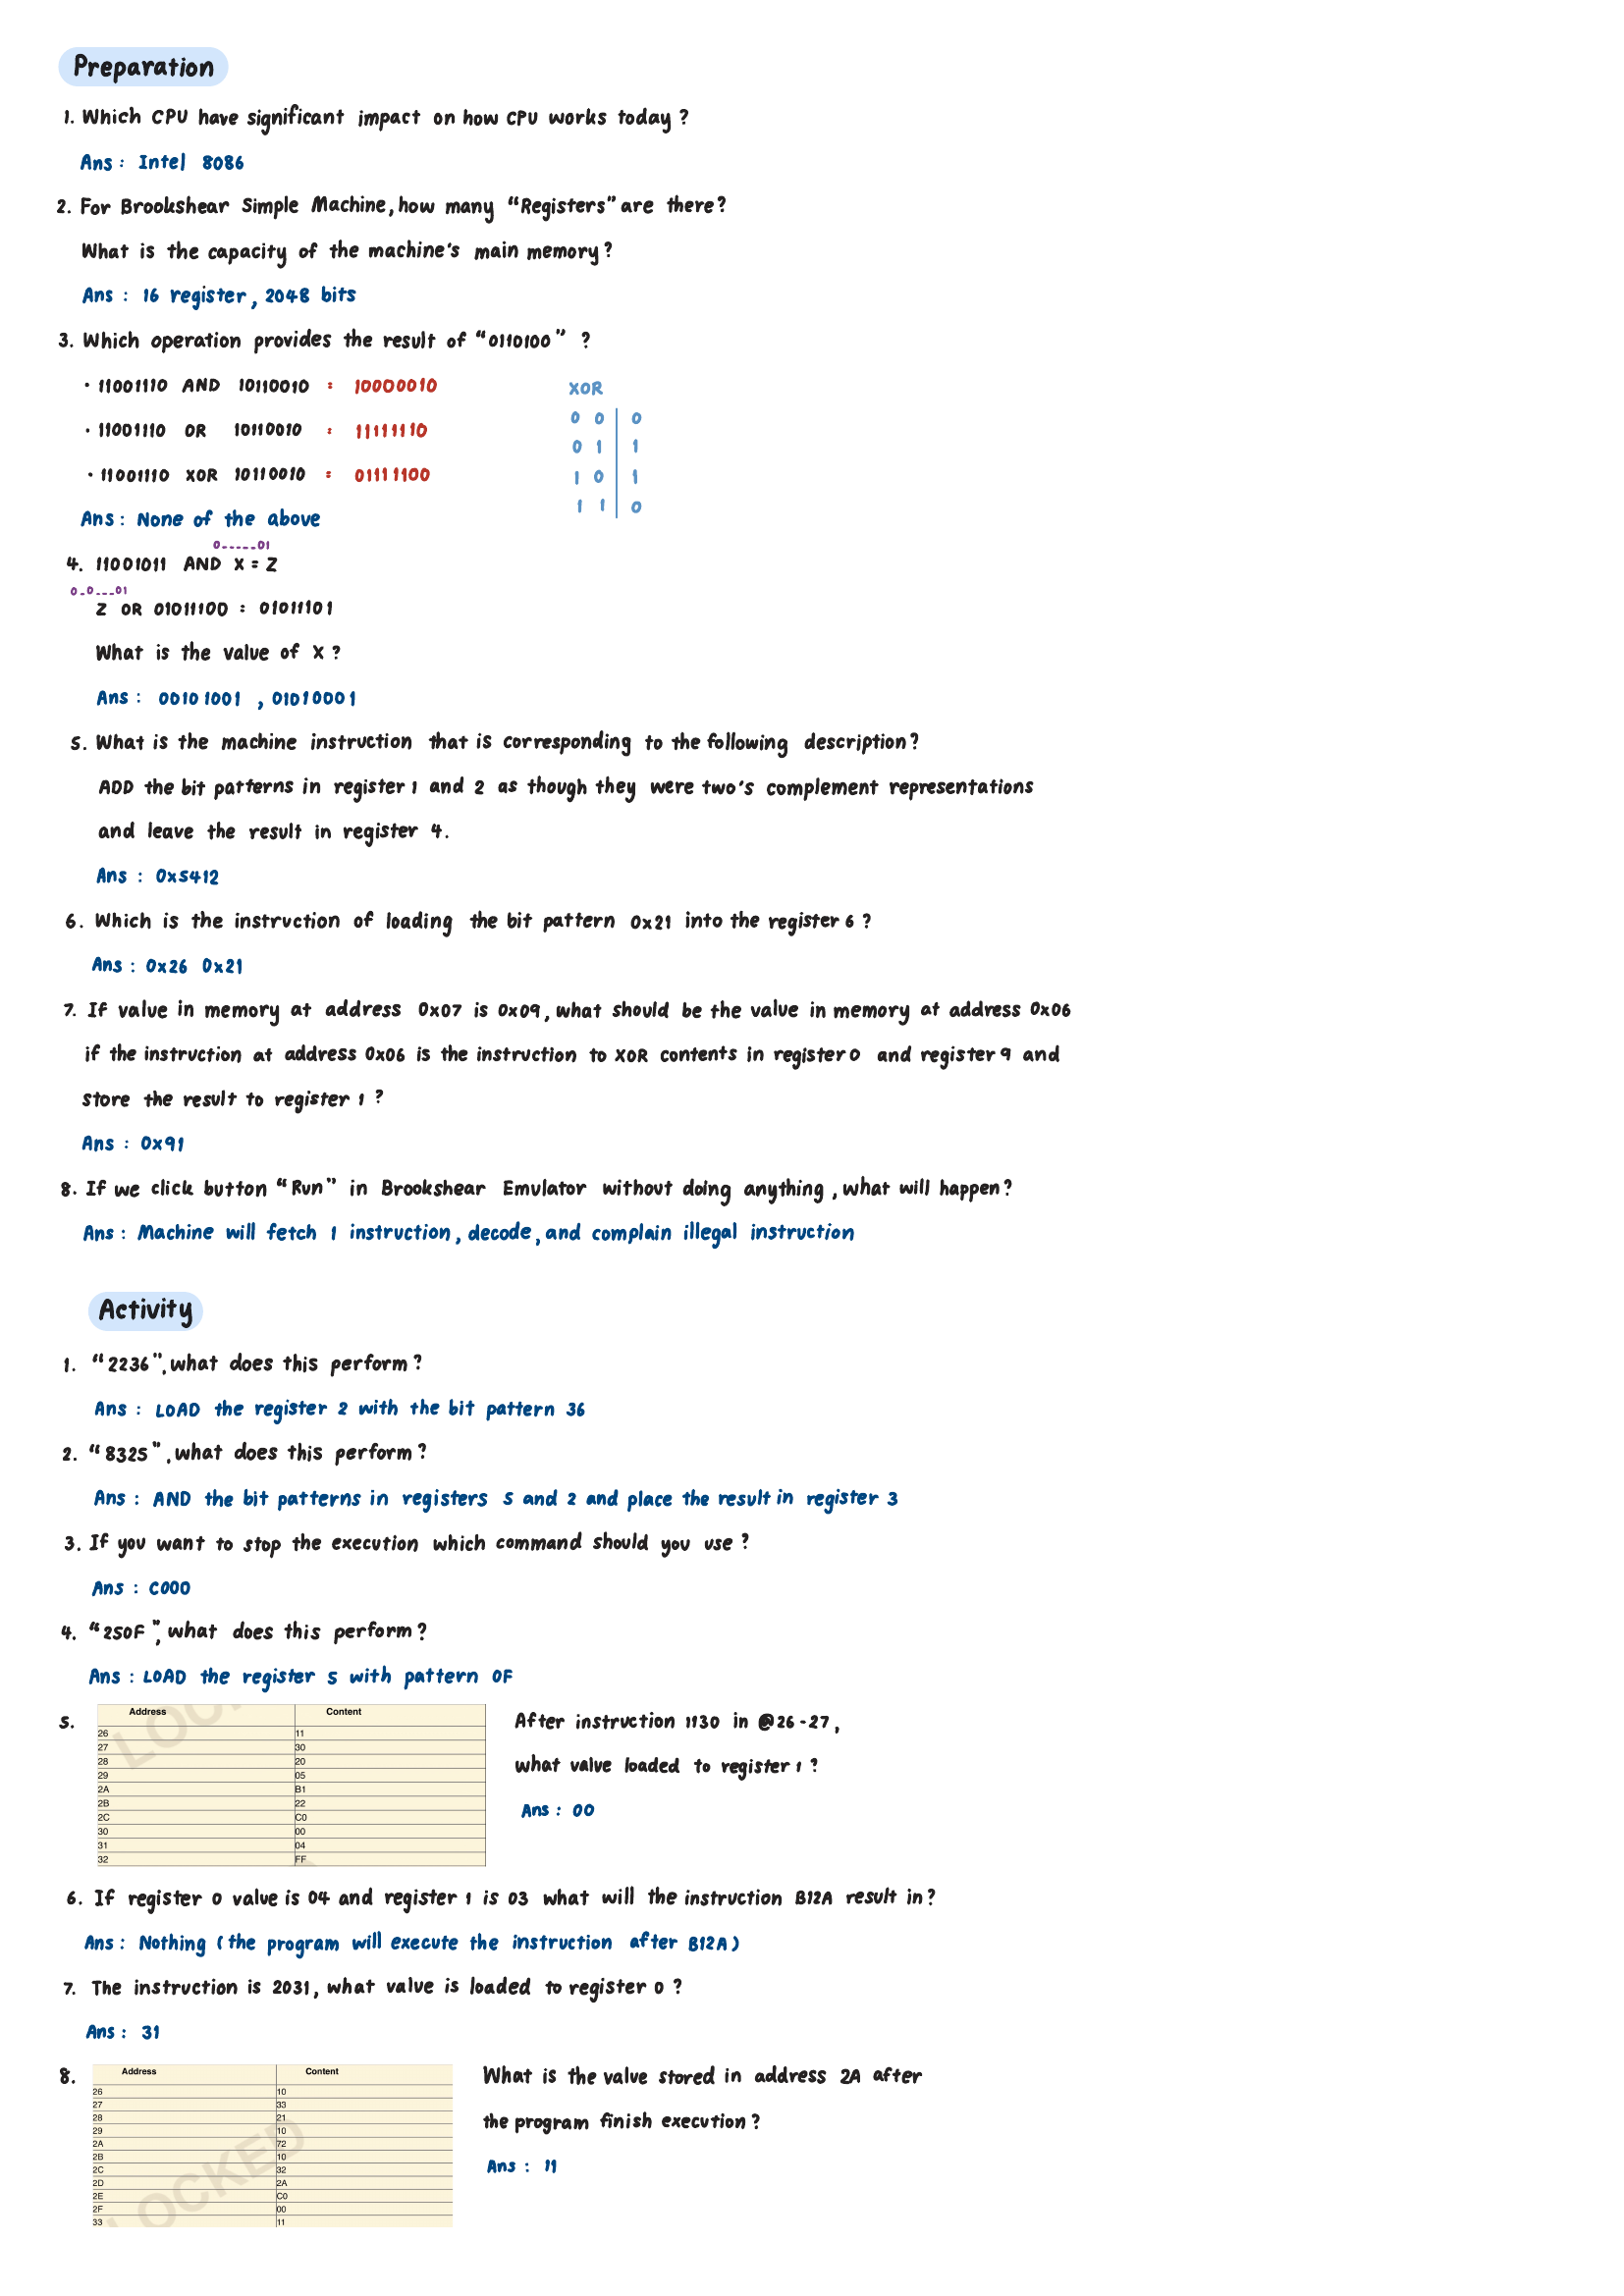 Preparation
1. Which CPU have significant impact on how CPU works today ?
Ans : Intel 8086
2. For Brookshear Simple Machine, how many “Registers” are there?
What is the capacity of the machine's main memory?
Ans : 16 register, 2048 bits
3. Which operation provides the result of “0110100” ?
• 11001110 AND 10110010 = 10000010
XOR
• 11001110 OR 10110010 = 11111110
0 0 0
0 1 1
• 11001110 XOR 10110010 = 01111100
1 0 1
1 1 0
Ans : None of the above
0-----01
4. 11001011 AND X = Z
0-0---01
Z OR 01011100 = 01011101
What is the value of X ?
Ans : 00101001 , 01010001
5. What is the machine instruction that is corresponding to the following description?
ADD the bit patterns in register 1 and 2 as though they were two's complement representations
and leave the result in register 4.
Ans : 0x5412
6. Which is the instruction of loading the bit pattern 0x21 into the register 6 ?
Ans : 0x26 0x21
7. If value in memory at address 0x07 is 0x09, what should be the value in memory at address 0x06
if the instruction at address 0x06 is the instruction to XOR contents in register 0 and register 9 and
store the result to register 1 ?
Ans : 0x91
8. If we click button “Run” in Brookshear Emulator without doing anything, what will happen?
Ans : Machine will fetch 1 instruction, decode, and complain illegal instruction
Activity
1. “2236”, what does this perform ?
Ans : LOAD the register 2 with the bit pattern 36
2. “8325”, what does this perform ?
Ans : AND the bit patterns in registers 5 and 2 and place the result in register 3
3. If you want to stop the execution which command should you use ?
Ans : C000
4. “250F”, what does this perform ?
Ans : LOAD the register 5 with pattern 0F
5.
Address Content
26 11
27 30
28 20
29 05
2A B1
2B 22
2C C0
30 00
31 04
32 FF
After instruction 1130 in @26-27,
what value loaded to register 1 ?
Ans : 00
6. If register 0 value is 04 and register 1 is 03 what will the instruction B12A result in?
Ans : Nothing (the program will execute the instruction after B12A)
7. The instruction is 2031, what value is loaded to register 0 ?
Ans : 31
8.
Address Content
26 10
27 33
28 21
29 10
2A 72
2B 10
2C 32
2D 2A
2E C0
2F 00
33 11
LOCKED
What is the value stored in address 2A after
the program finish execution?
Ans : 11